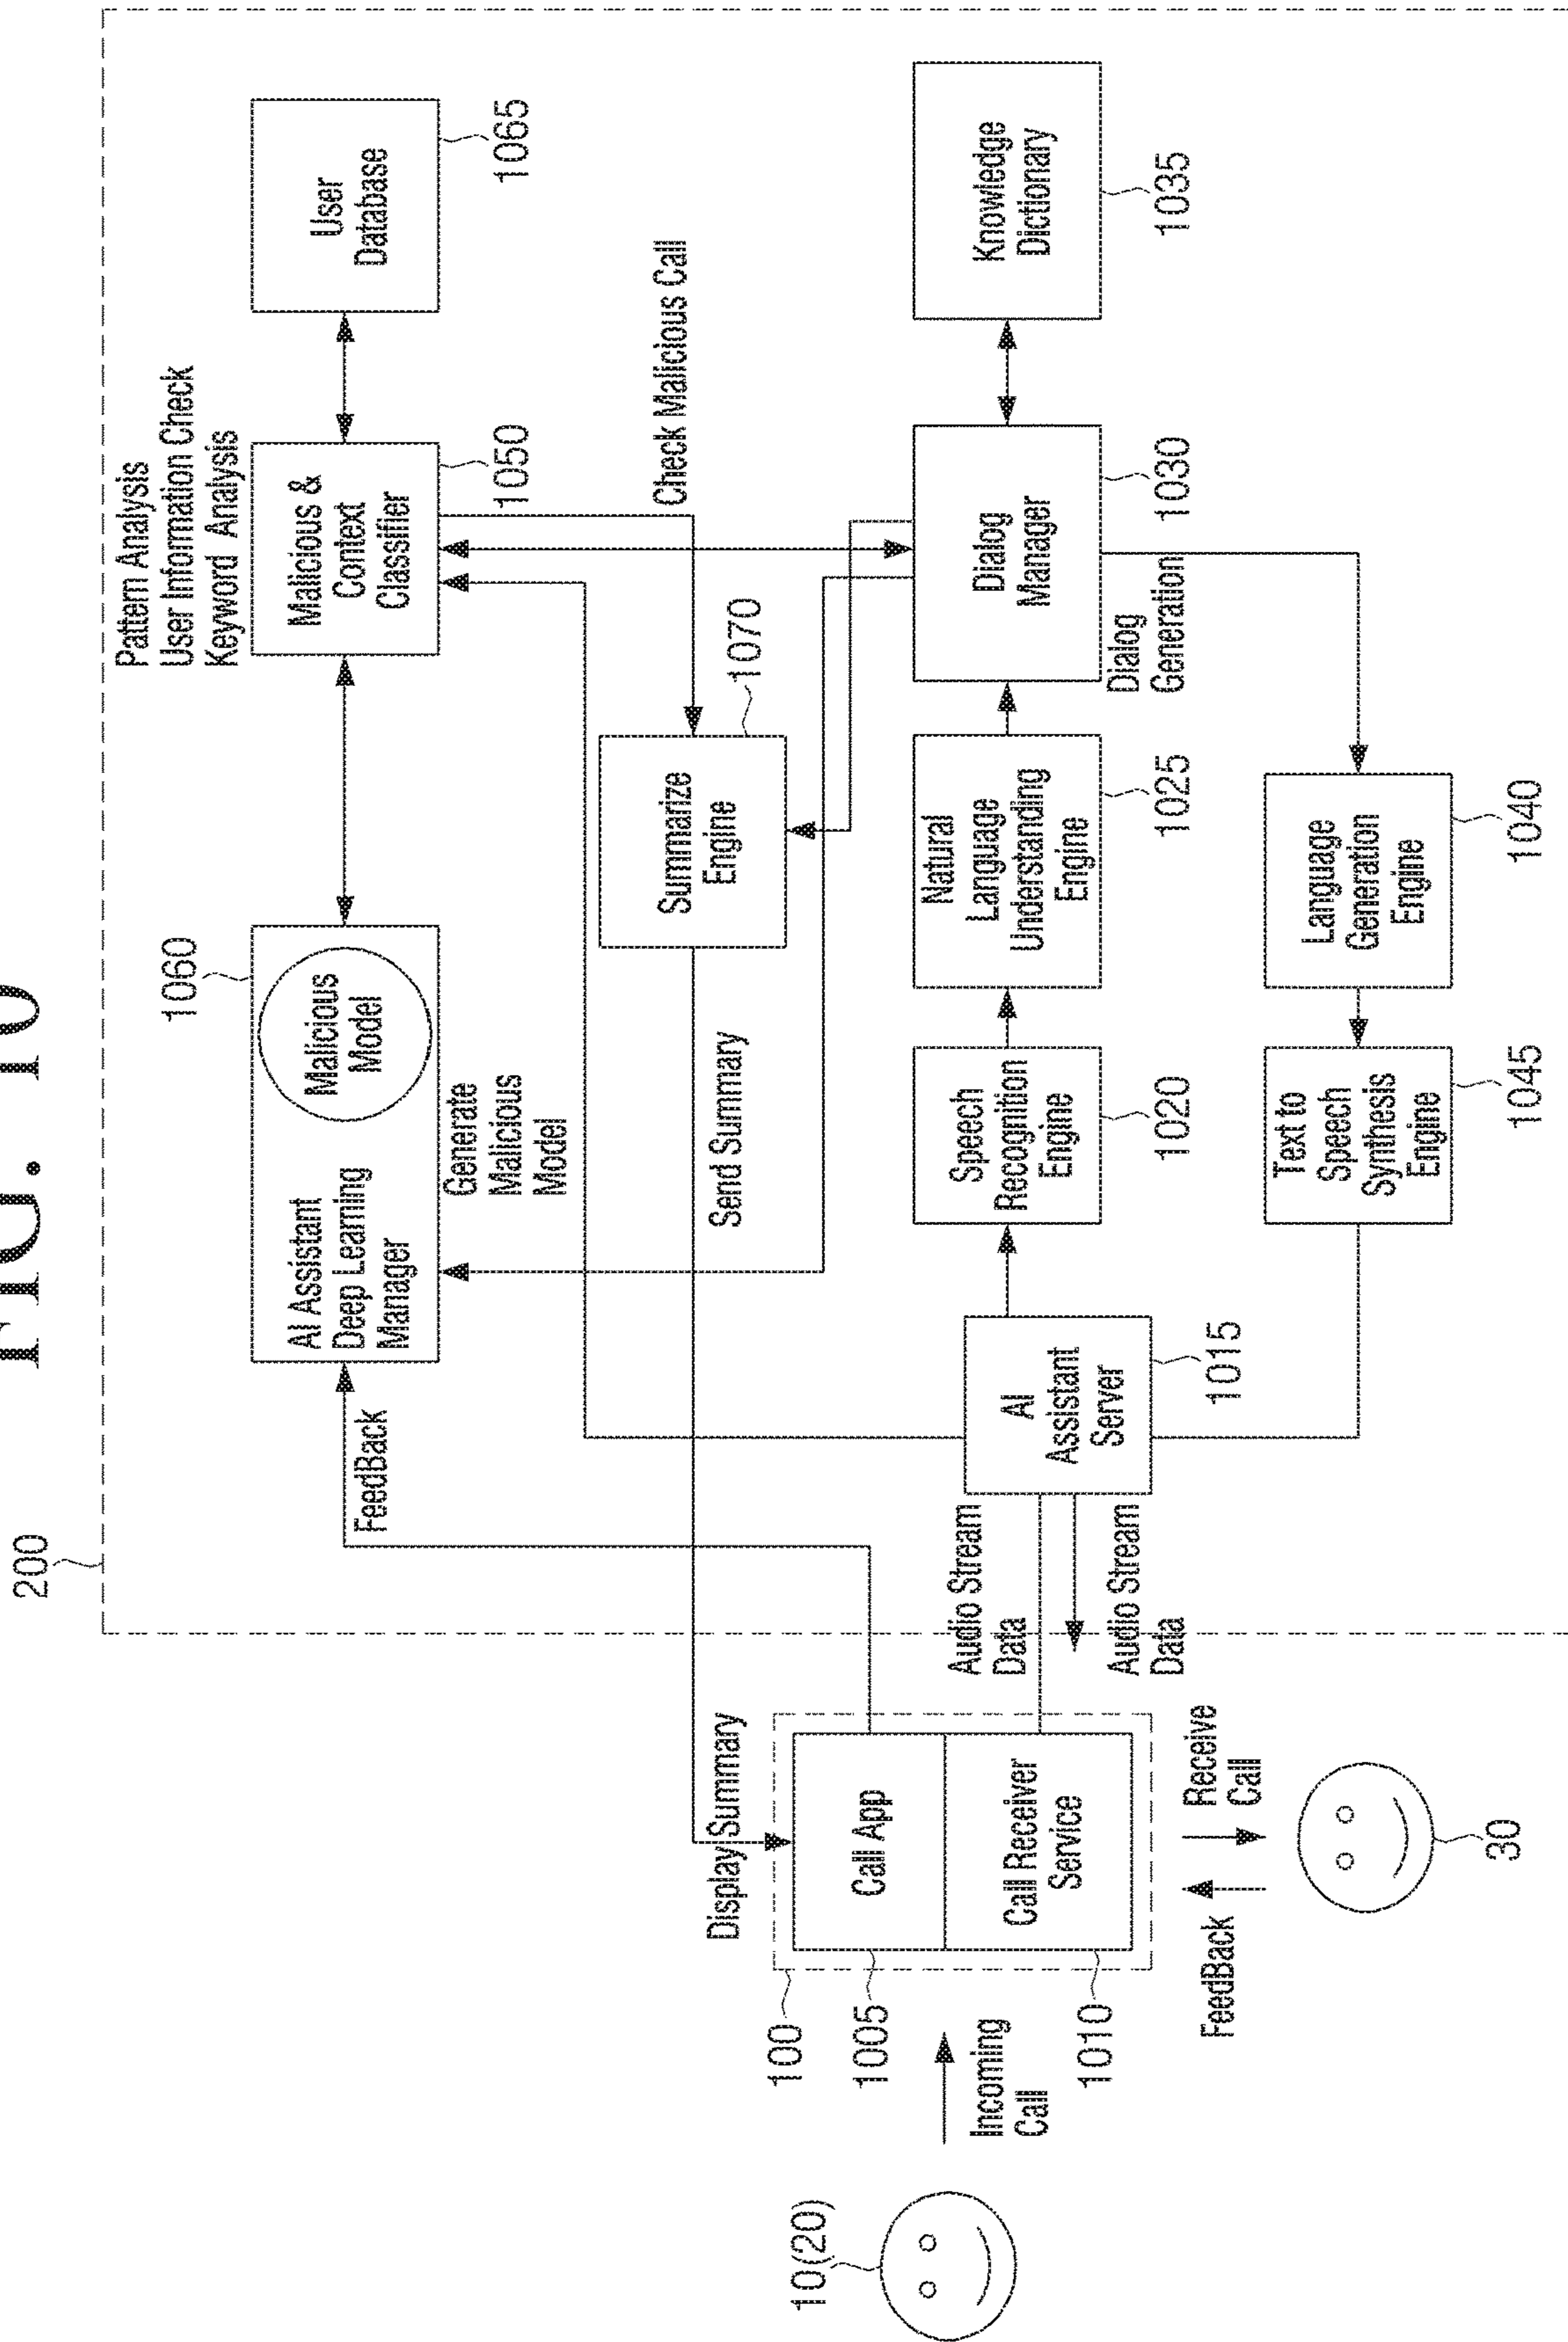 FIG. 10
200
Pattern Analysis
User Information Check
Keyword Analysis
1060
AI Assistant
Deep Learning
Manager
Malicious
Model
Malicious &
Context
Classifier
1050
User
Database
1065
FeedBack
Generate
Malicious
Model
Check Malicious Call
Summarize
Engine
1070
Send Summary
Display Summary
100
1005
Call App
1010
Call Receiver
Service
10(20)
Incoming
Call
Audio Stream
Data
Audio Stream
Data
AI
Assistant
Server
1015
Speech
Recognition
Engine
1020
Natural
Language
Understanding
Engine
1025
Dialog
Manager
1030
Knowledge
Dictionary
1035
Dialog
Generation
FeedBack
Receive
Call
30
Text to
Speech
Synthesis
Engine
1045
Language
Generation
Engine
1040